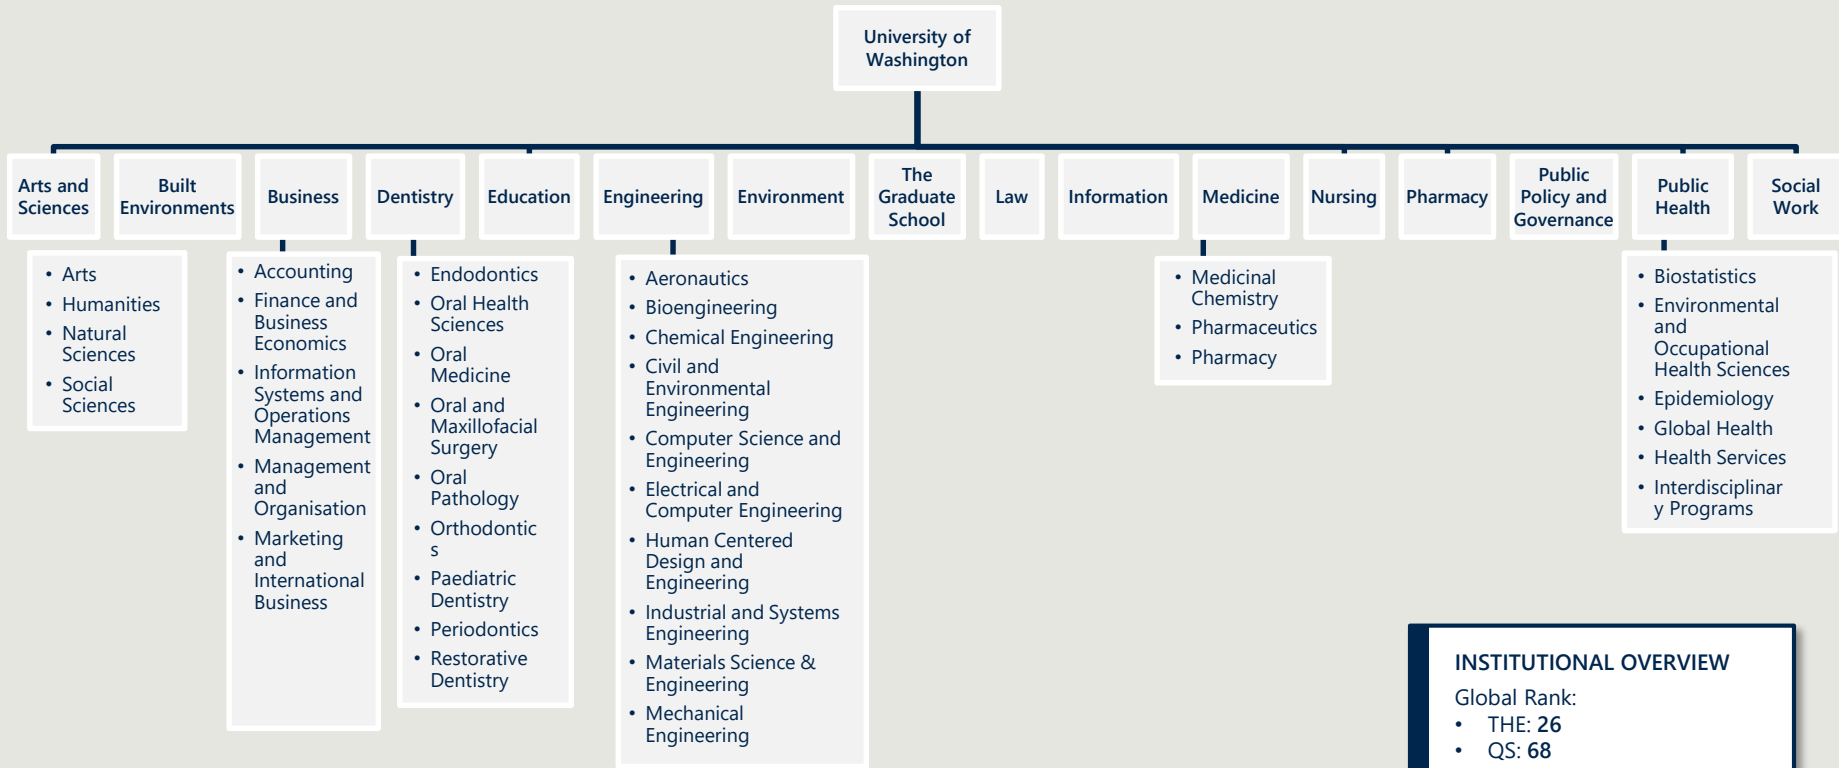 University of
Washington
Arts and
Sciences
Built
Environments
Business
Dentistry
Education
Engineering
Environment
The
Graduate
School
Law
Information
Medicine
Nursing
Pharmacy
Public
Policy and
Governance
Public
Health
Social
Work
• Arts
• Humanities
• Natural
Sciences
• Social
Sciences
• Accounting
• Finance and
Business
Economics
• Information
Systems and
Operations
Management
• Management
and
Organisation
• Marketing
and
International
Business
• Endodontics
• Oral Health
Sciences
• Oral
Medicine
• Oral and
Maxillofacial
Surgery
• Oral
Pathology
• Orthodontic
s
• Paediatric
Dentistry
• Periodontics
• Restorative
Dentistry
• Aeronautics
• Bioengineering
• Chemical Engineering
• Civil and
Environmental
Engineering
• Computer Science and
Engineering
• Electrical and
Computer Engineering
• Human Centered
Design and
Engineering
• Industrial and Systems
Engineering
• Materials Science &
Engineering
• Mechanical
Engineering
• Medicinal
Chemistry
• Pharmaceutics
• Pharmacy
• Biostatistics
• Environmental
and
Occupational
Health Sciences
• Epidemiology
• Global Health
• Health Services
• Interdisciplinar
y Programs
INSTITUTIONAL OVERVIEW
Global Rank:
• THE: 26
• QS: 68